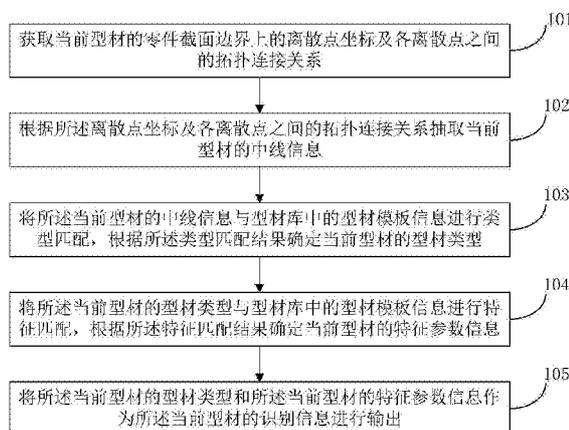 101
获取当前型材的零件截面边界上的离散点坐标及各离散点之间
的拓扑连接关系
102
根据所述离散点坐标及各离散点之间的拓扑连接关系抽取当前
型材的中线信息
103
将所述当前型材的中线信息与型材库中的型材模板信息进行类
型匹配，根据所述类型匹配结果确定当前型材的型材类型
104
将所述当前型材的型材类型与型材库中的型材模板信息进行特
征匹配，根据所述特征匹配结果确定当前型材的特征参数信息
105
将所述当前型材的型材类型和所述当前型材的特征参数信息作
为所述当前型材的识别信息进行输出